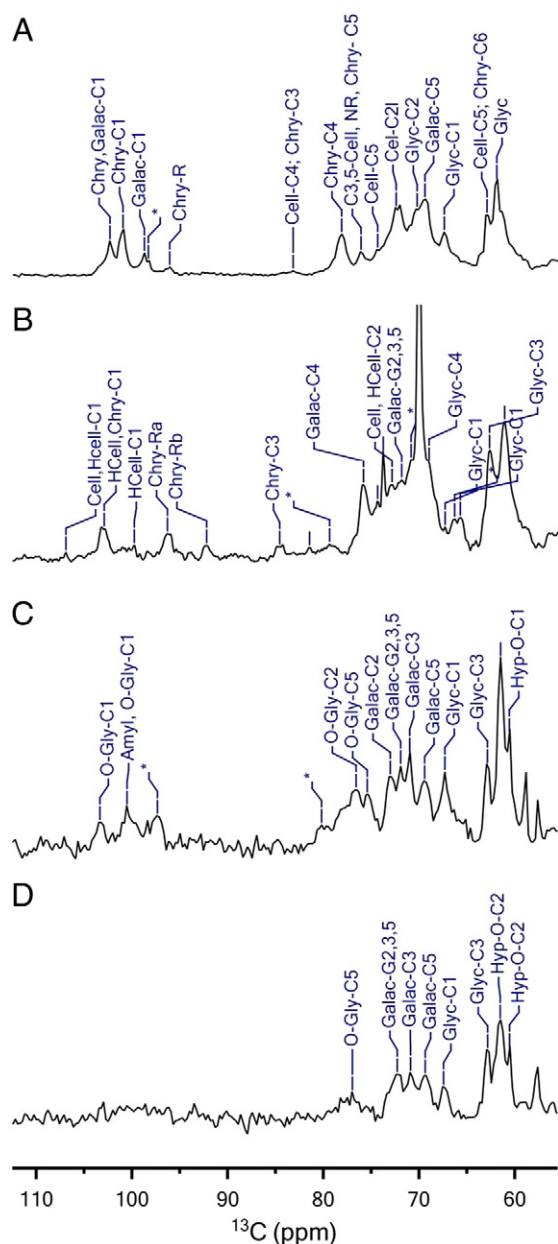 A
Chry,Galac-C1
Chry-C1
Galac-C1
*
Chry-R
Cell-C4; Chry-C3
Chry-C4
C3,5-Cell, NR, Chry- C5
Cell-C5
Cel-C2I
Glyc-C2
Galac-C5
Glyc-C1
Cell-C5; Chry-C6
Glyc
B
Cell,Hcell-C1
HCell,Chry-C1
HCell-C1
Chry-Ra
Chry-Rb
Chry-C3
*
Galac-C4
Cell, HCell-C2
Galac-G2,3,5
*
Glyc-C4
Glyc-C1
Glyc-C1
*
Glyc-C3
C
O-Gly-C1
Amyl, O-Gly-C1
*
*
O-Gly-C2
O-Gly-C5
Galac-C2
Galac-G2,3,5
Galac-C3
Galac-C5
Glyc-C1
Glyc-C3
Hyp-O-C1
D
O-Gly-C5
Galac-G2,3,5
Galac-C3
Galac-C5
Glyc-C1
Glyc-C3
Hyp-O-C2
Hyp-O-C2
110 100 90 80 70 60
¹³C (ppm)